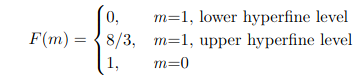 0, m=1, lower hyperfine level
F(m) = { 8/3, m=1, upper hyperfine level
1, m=0